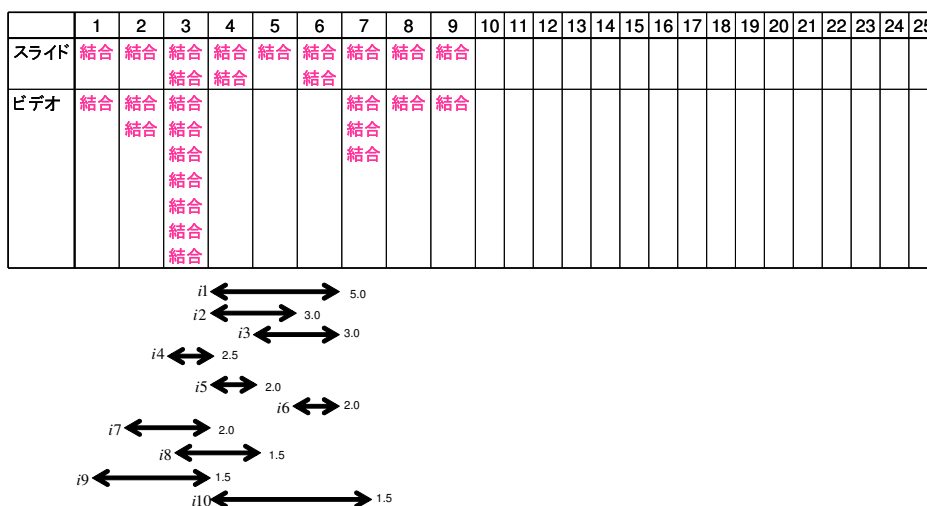 1 2 3 4 5 6 7 8 9 10 11 12 13 14 15 16 17 18 19 20 21 22 23 24 25
スライド 結合 結合 結合 結合 結合 結合 結合 結合 結合
結合 結合 結合
ビデオ 結合 結合 結合 結合 結合 結合
結合 結合 結合
結合 結合
結合
結合
結合
結合
i1 5.0
i2 3.0
i3 3.0
i4 2.5
i5 2.0
i6 2.0
i7 2.0
i8 1.5
i9 1.5
i10 1.5